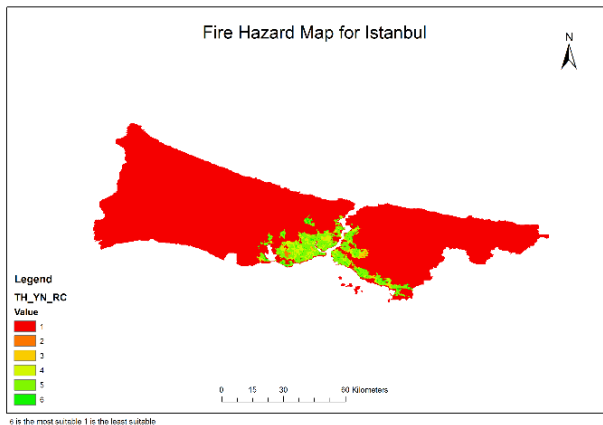 Fire Hazard Map for Istanbul
N
Legend
TH_YN_RC
Value
1
2
3
4
5
6
0 15 30 60 Kilometers
6 is the most suitable 1 is the least suitable